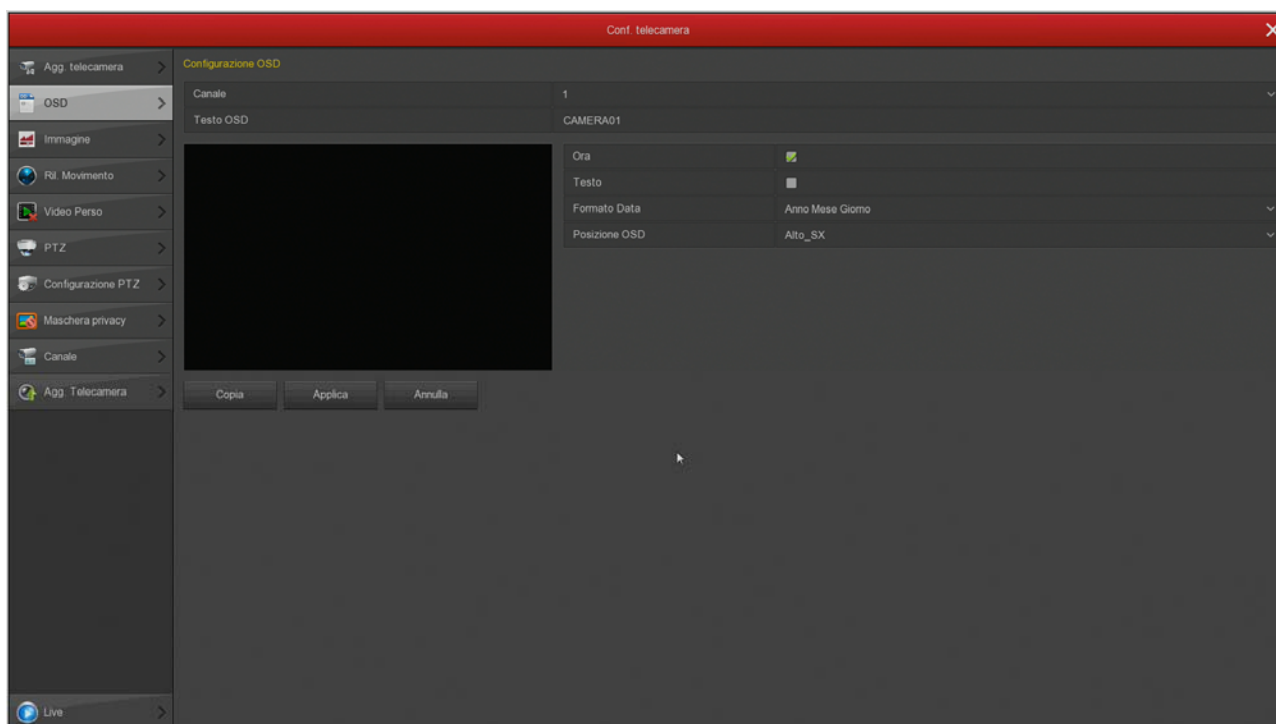 Conf. telecamera
Agg. telecamera
OSD
Immagine
Ril. Movimento
Video Perso
PTZ
Configurazione PTZ
Maschera privacy
Canale
Agg. Telecamera
Live
Configurazione OSD
Canale 1
Testo OSD CAMERA01
Ora
Testo
Formato Data Anno Mese Giorno
Posizione OSD Alto_SX
Copia Applica Annulla